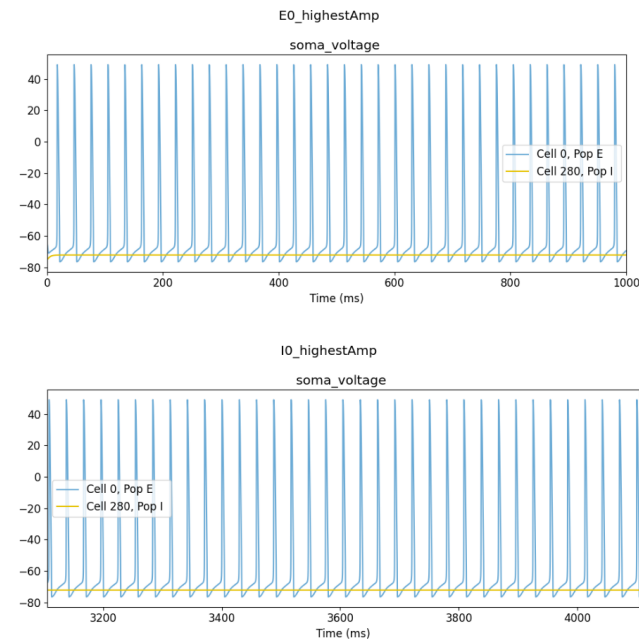 E0_highestAmp
soma_voltage
40
20
0
−20
−40
−60
−80
Cell 0, Pop E
Cell 280, Pop I
0 200 400 600 800 1000
Time (ms)
I0_highestAmp
soma_voltage
40
20
0
−20
−40
−60
−80
Cell 0, Pop E
Cell 280, Pop I
3200 3400 3600 3800 4000
Time (ms)